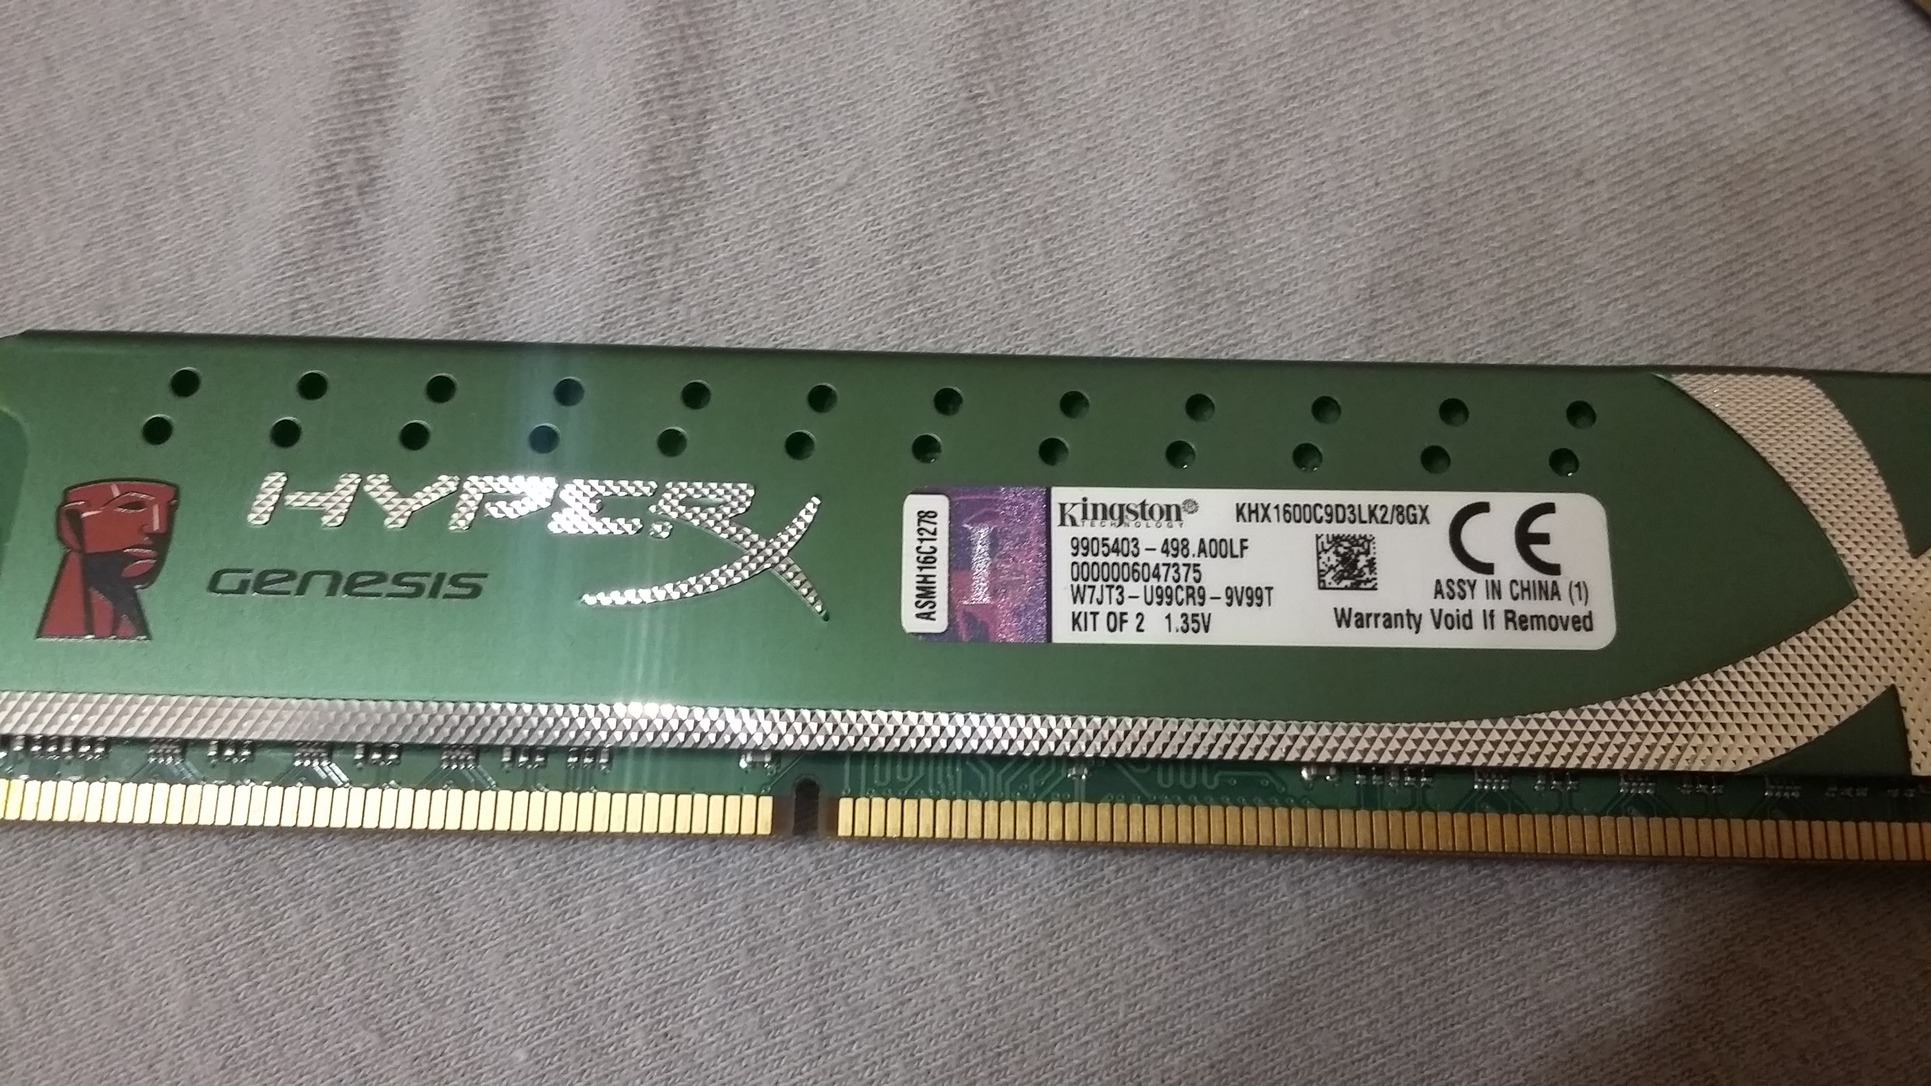 HYPERX
GENESIS
ASMH16C1278
Kingston
TECHNOLOGY
KHX1600C9D3LK2/8GX
9905403-498.A00LF
0000006047375
W7JT3-U99CR9-9V99T
KIT OF 2 1.35V
CE
ASSY IN CHINA (1)
Warranty Void If Removed